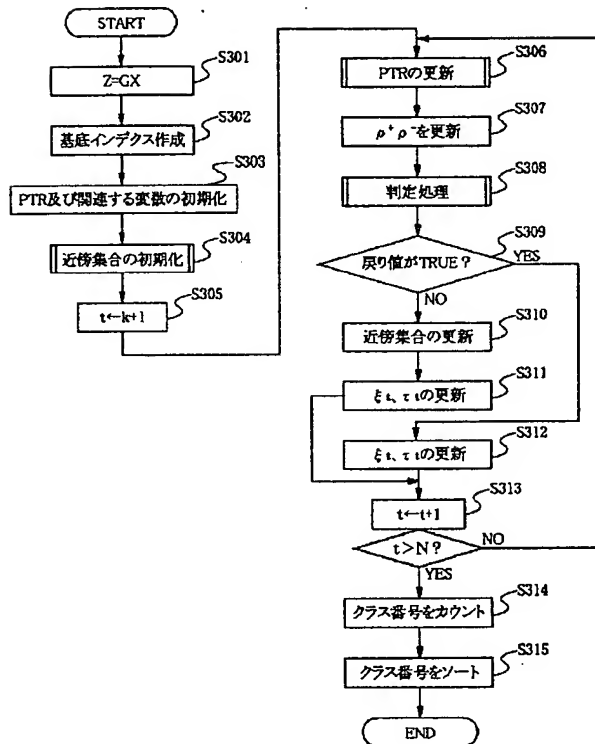 START
S301
Z=GX
S302
基底インデクス作成
S303
PTR及び関連する変数の初期化
S304
近傍集合の初期化
S305
t←k+1
S306
PTRの更新
S307
ρ⁺ρ⁻を更新
S308
判定処理
S309
戻り値がTRUE？
YES
NO
S310
近傍集合の更新
S311
ξt、τtの更新
S312
ξt、τtの更新
S313
t←t+1
t>N？
NO
YES
S314
クラス番号をカウント
S315
クラス番号をソート
END